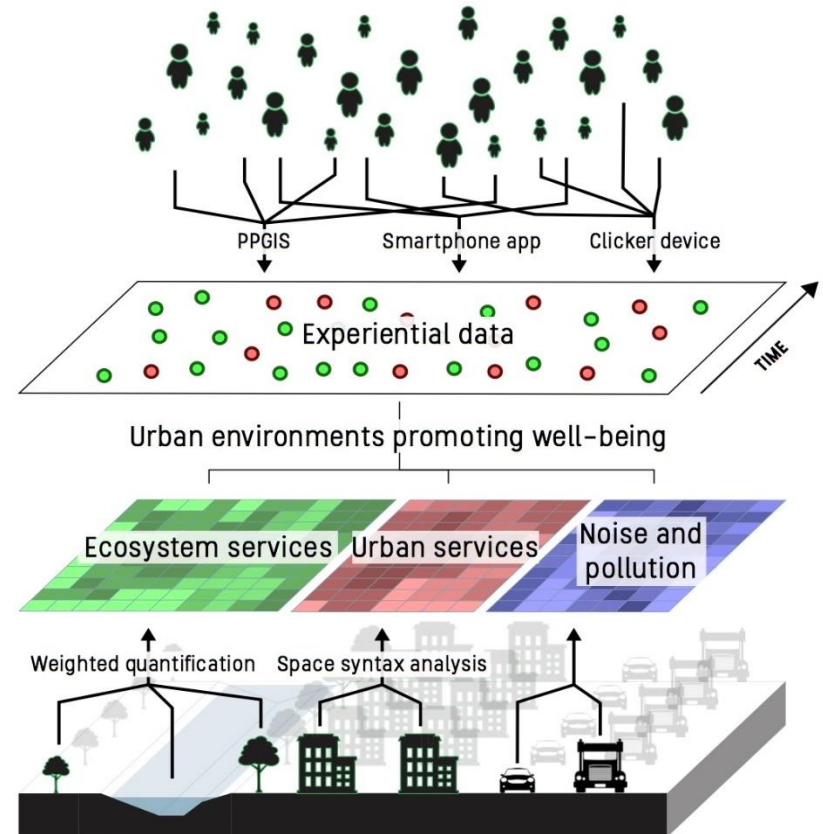 PPGIS
Smartphone app
Clicker device
Experiential data
TIME
Urban environments promoting well-being
Ecosystem services
Urban services
Noise and
pollution
Weighted quantification
Space syntax analysis